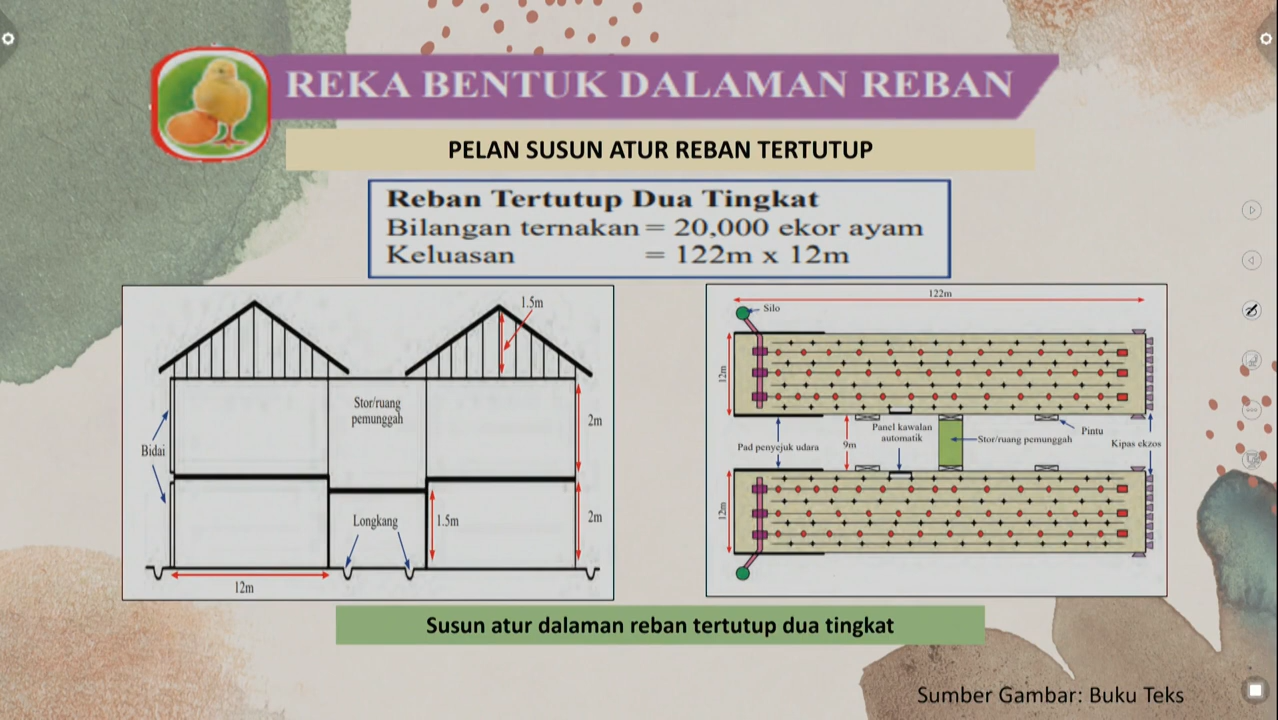 REKA BENTUK DALAMAN REBAN
PELAN SUSUN ATUR REBAN TERTUTUP
Reban Tertutup Dua Tingkat
Bilangan ternakan = 20,000 ekor ayam
Keluasan = 122m x 12m
1.5m
Stor/ruang
pemunggah
2m
Bidai
Longkang
1.5m
2m
12m
122m
Silo
12m
Pad penyejuk udara
9m
Panel kawalan
automatik
Stor/ruang pemunggah
Pintu
Kipas ekzos
12m
Susun atur dalaman reban tertutup dua tingkat
Sumber Gambar: Buku Teks